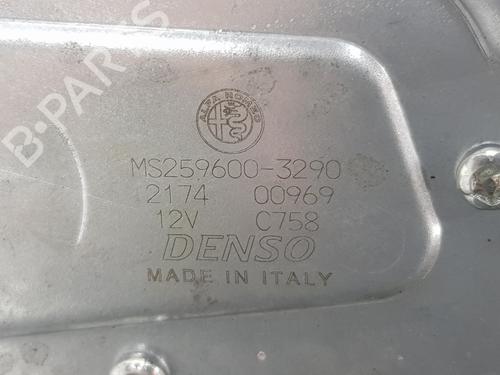 B-PARTS
ALFA ROMEO
MS259600-3290
2174 00969
12V C758
DENSO
MADE IN ITALY